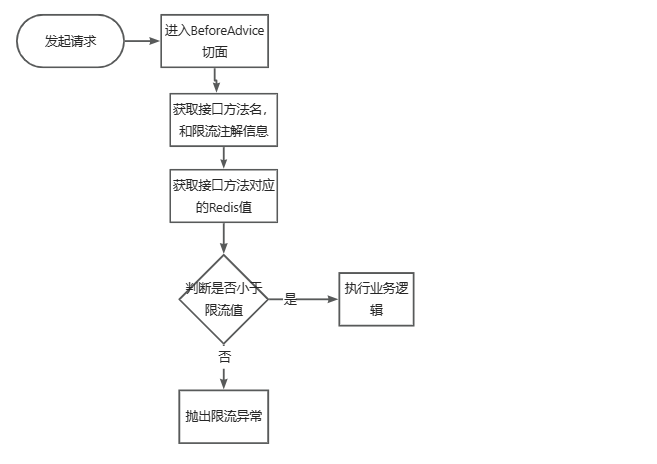 发起请求
进入BeforeAdvice
切面
获取接口方法名，
和限流注解信息
获取接口方法对应
的Redis值
判断是否小于
限流值
是
执行业务逻
辑
否
抛出限流异常